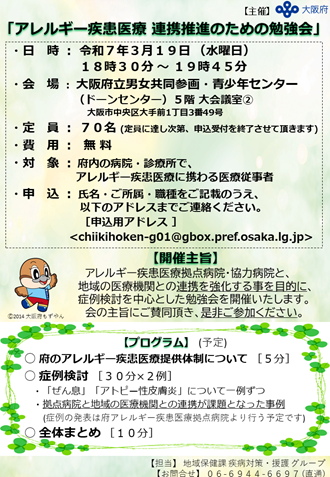 【主催】 大阪府
「アレルギー疾患医療 連携推進のための勉強会」
・日 時：令和７年３月１９日（水曜日）
１８時３０分～１９時４５分
・会 場：大阪府立男女共同参画・青少年センター
（ドーンセンター）５階 大会議室②
大阪市中央区大手前1丁目3番49号
・定 員：７０名 (定員に達し次第、申込受付を終了させて頂きます)
・費 用：無料
・対 象：府内の病院・診療所で、
アレルギー疾患医療に携わる医療従事者
・申 込：氏名・ご所属・職種をご記載のうえ、
以下のアドレスまでご連絡ください。
［申込用アドレス ］
<chiikihoken-g01@gbox.pref.osaka.lg.jp>
【開催主旨】
アレルギー疾患医療拠点病院・協力病院と、
地域の医療機関との連携を強化する事を目的に、
症例検討を中心とした勉強会を開催いたします。
会の主旨にご賛同頂き、是非ご参加ください。
©2014 大阪府もずやん
【プログラム】 (予定)
○ 府のアレルギー疾患医療提供体制について ［５分］
○ 症例検討 ［３０分×２例］
・「ぜん息」「アトピー性皮膚炎」について一例ずつ
・拠点病院と地域の医療機関との連携が課題となった事例
(症例の発表は府アレルギー疾患医療拠点病院より行う予定です)
○ 全体まとめ ［１０分］
【担当】 地域保健課 疾病対策・援護グループ
【お問合せ】 ０６-６９４４-６６９７(直通)